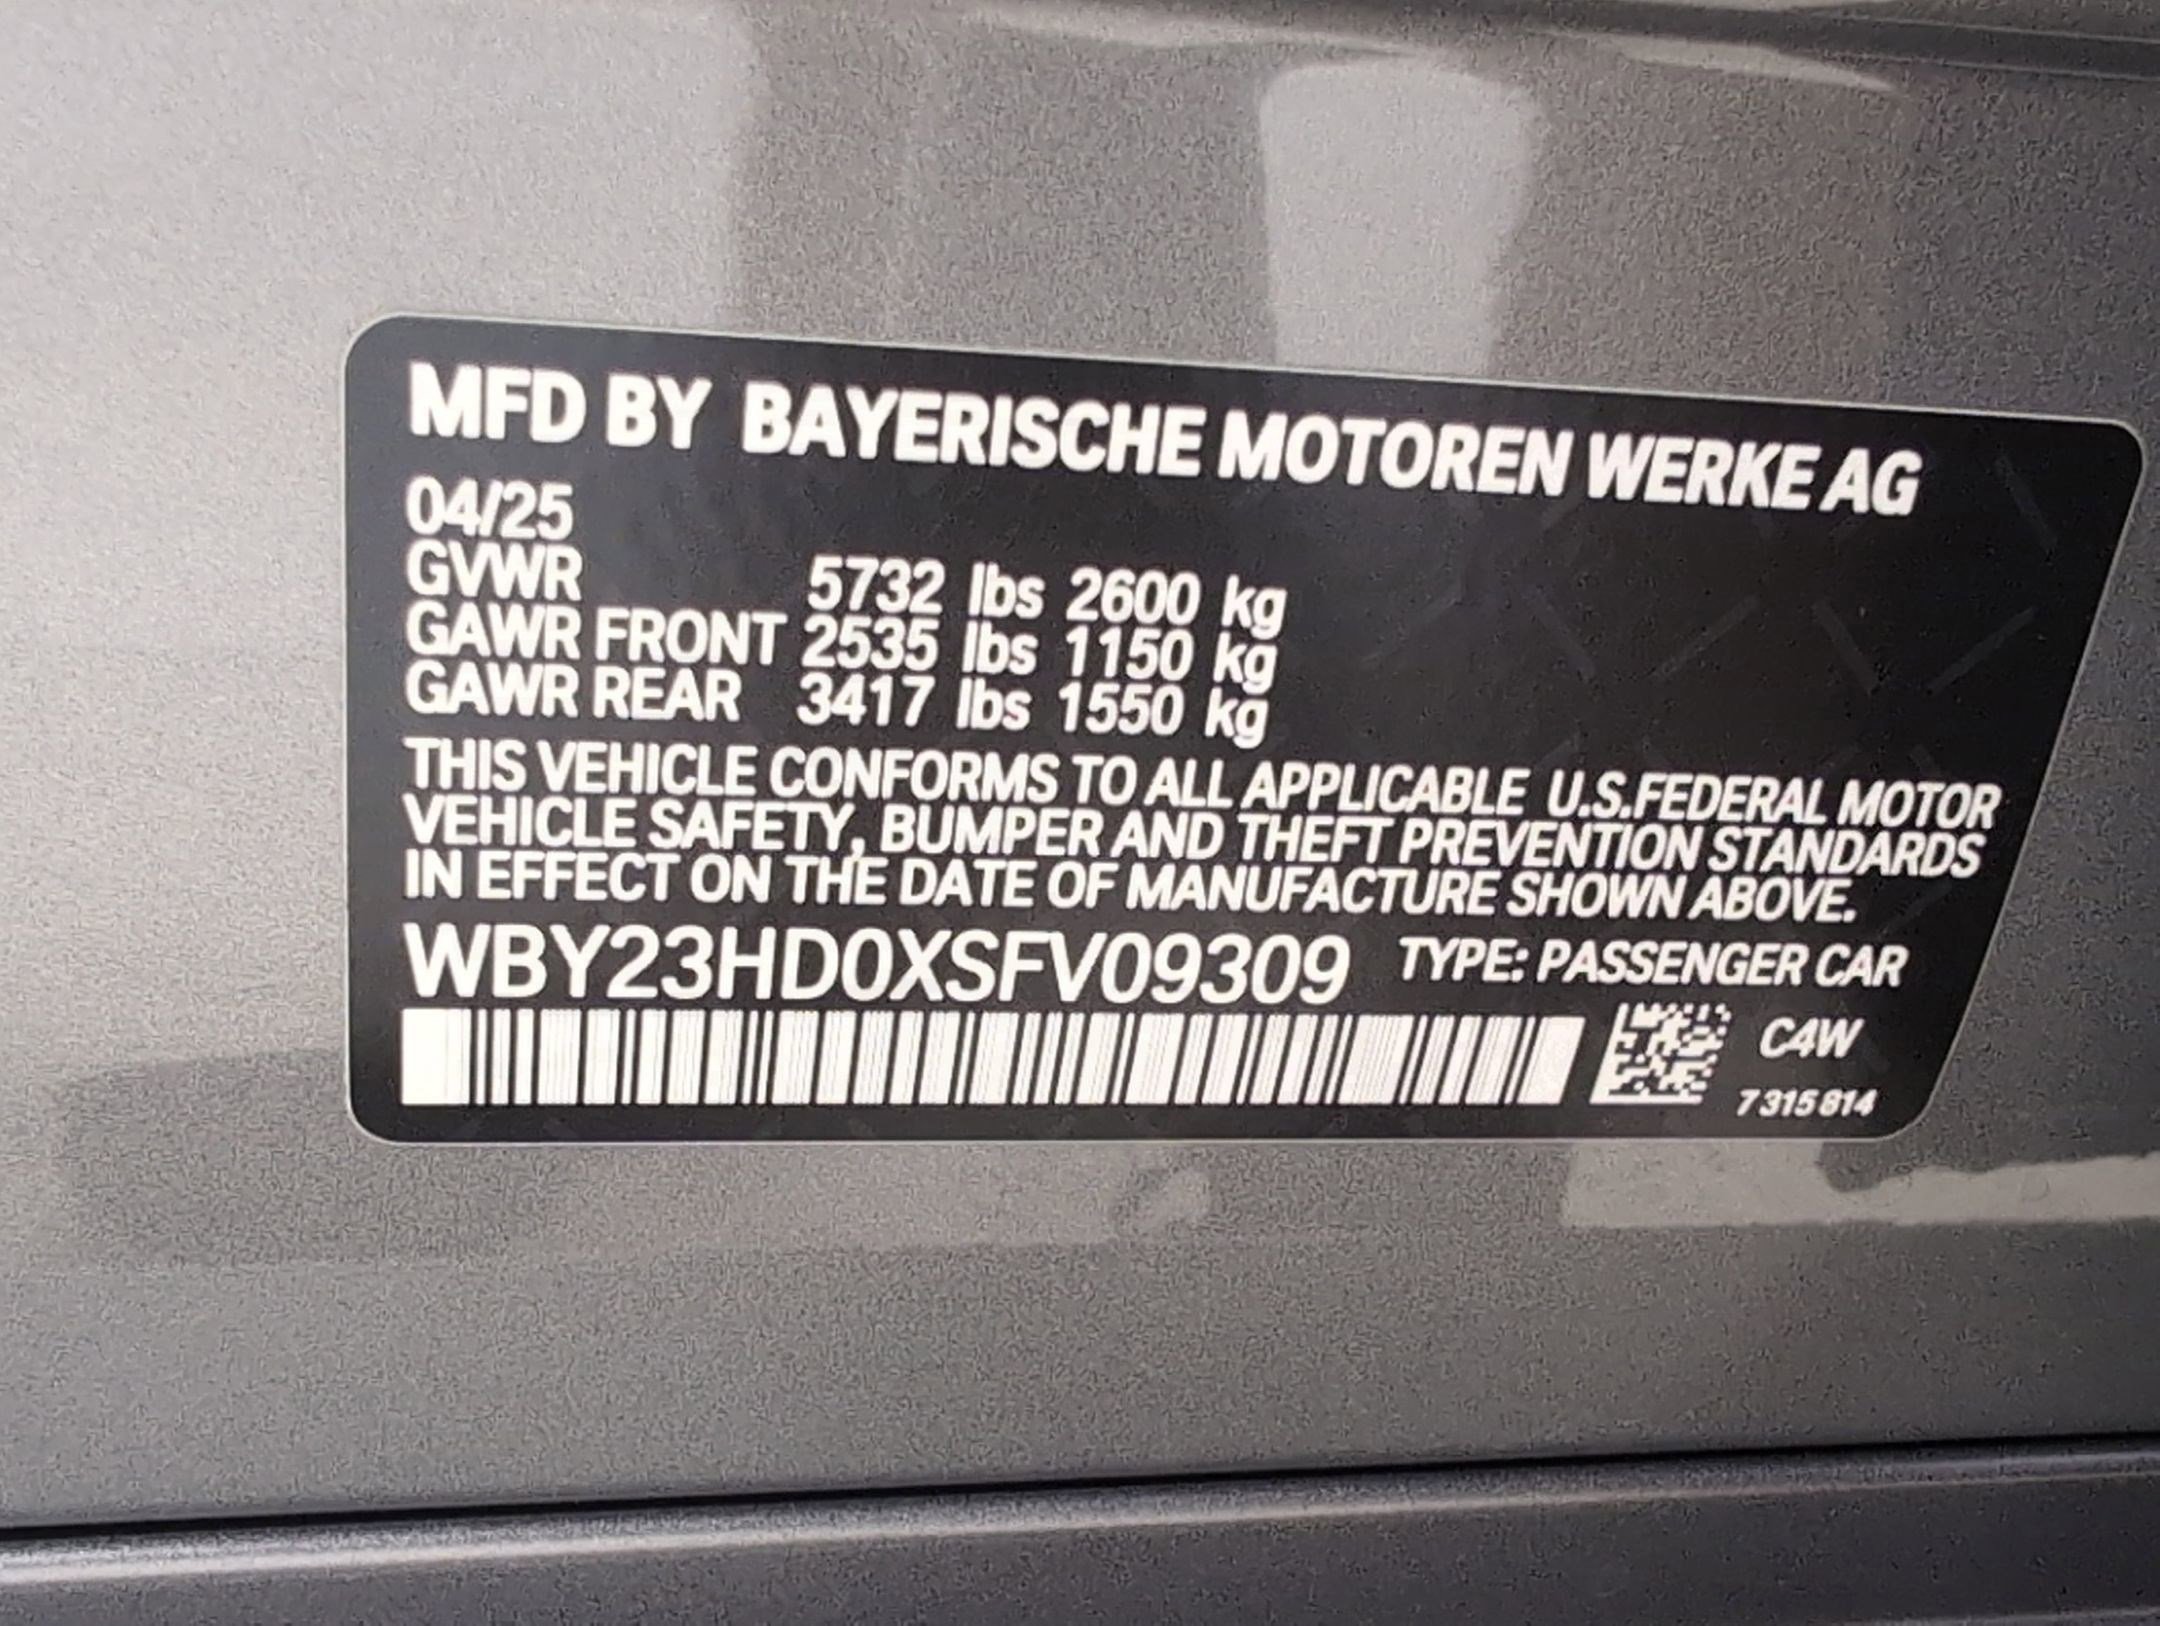 MFD BY BAYERISCHE MOTOREN WERKE AG
04/25
GVWR 5732 lbs 2600 kg
GAWR FRONT 2535 lbs 1150 kg
GAWR REAR 3417 lbs 1550 kg
THIS VEHICLE CONFORMS TO ALL APPLICABLE U.S.FEDERAL MOTOR
VEHICLE SAFETY, BUMPER AND THEFT PREVENTION STANDARDS
IN EFFECT ON THE DATE OF MANUFACTURE SHOWN ABOVE.
WBY23HD0XSFV09309 TYPE: PASSENGER CAR
C4W
7 315 814